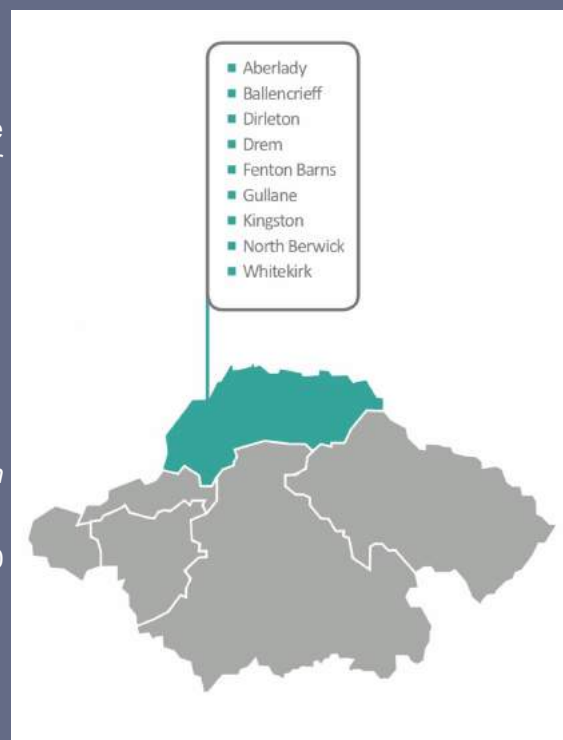 Aberlady
Ballencrieff
Dirleton
Drem
Fenton Barns
Gullane
Kingston
North Berwick
Whitekirk